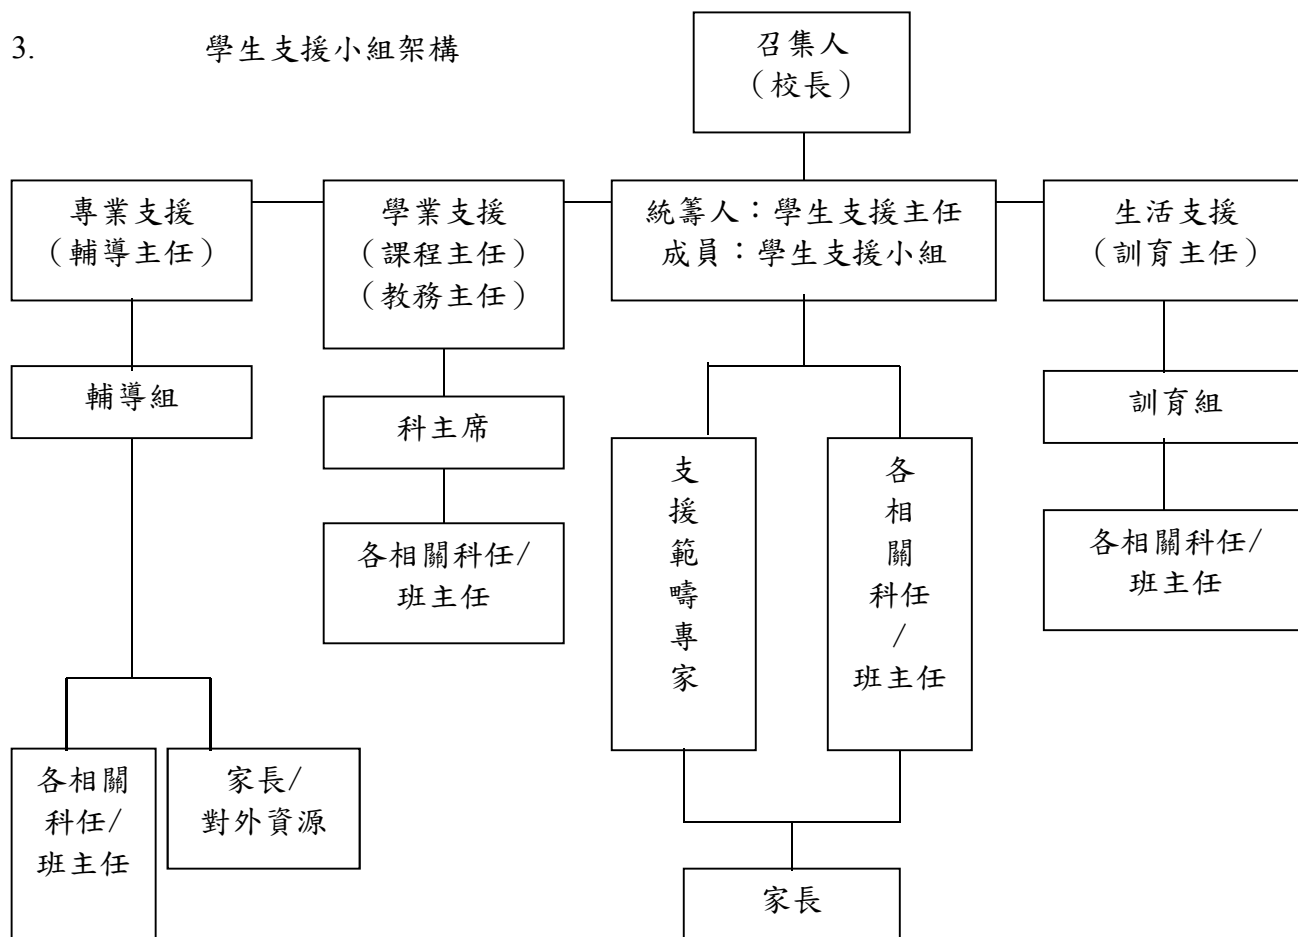 3. 學生支援小組架構
召集人
（校長）
專業支援
（輔導主任）
學業支援
（課程主任）
（教務主任）
統籌人：學生支援主任
成員：學生支援小組
生活支援
（訓育主任）
輔導組
科主席
各相關科任/
班主任
支
援
範
疇
專
家
各
相
關
科任
/
班主任
訓育組
各相關科任/
班主任
各相關
科任/
班主任
家長/
對外資源
家長